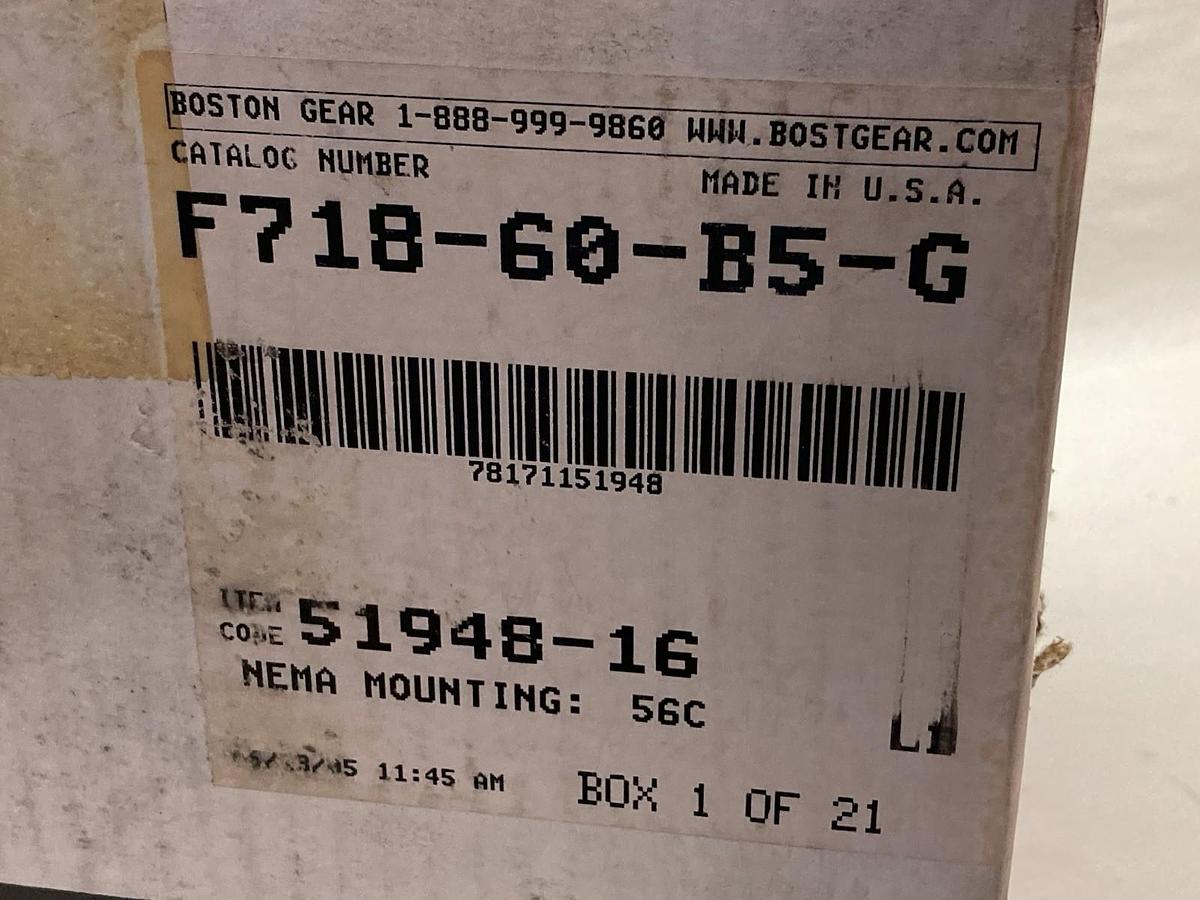 BOSTON GEAR 1-888-999-9860 WWW.BOSTGEAR.COM
CATALOG NUMBER
MADE IN U.S.A.
F718-60-B5-G
78171151948
ITEM
CODE 51948-16
NEMA MOUNTING: 56C
11:45 AM
BOX 1 OF 21